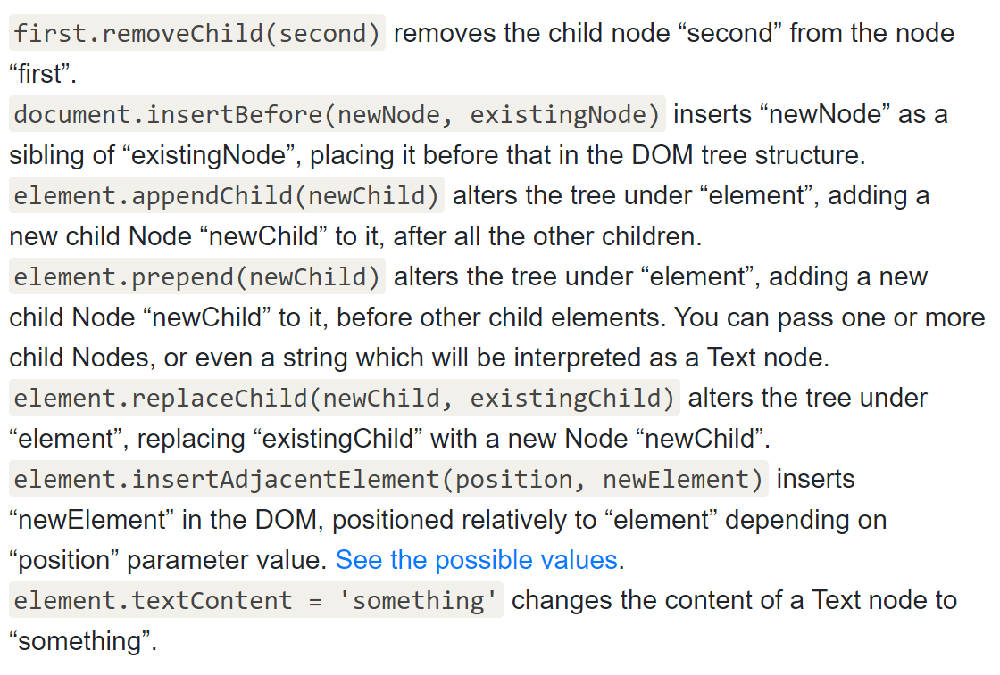 first.removeChild(second) removes the child node “second” from the node
“first”.
document.insertBefore(newNode, existingNode) inserts “newNode” as a
sibling of “existingNode”, placing it before that in the DOM tree structure.
element.appendChild(newChild) alters the tree under “element”, adding a
new child Node “newChild” to it, after all the other children.
element.prepend(newChild) alters the tree under “element”, adding a new
child Node “newChild” to it, before other child elements. You can pass one or more
child Nodes, or even a string which will be interpreted as a Text node.
element.replaceChild(newChild, existingChild) alters the tree under
“element”, replacing “existingChild” with a new Node “newChild”.
element.insertAdjacentElement(position, newElement) inserts
“newElement” in the DOM, positioned relatively to “element” depending on
“position” parameter value. See the possible values.
element.textContent = 'something' changes the content of a Text node to
“something”.